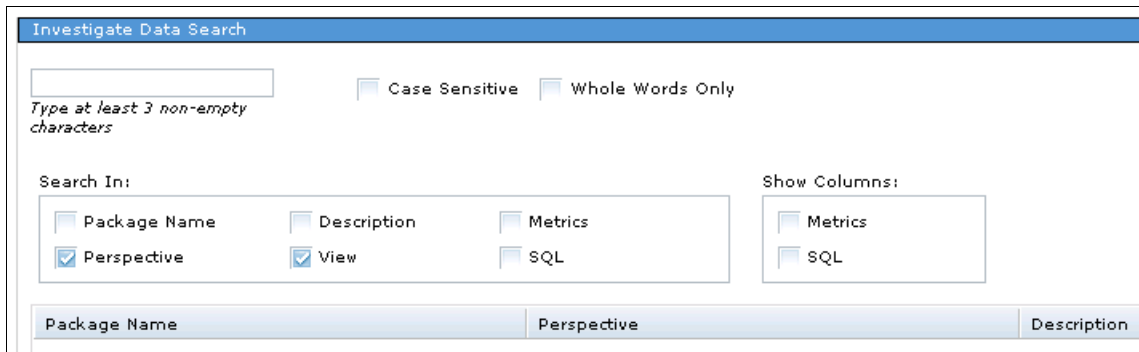 Investigate Data Search
Case Sensitive Whole Words Only
Type at least 3 non-empty
characters
Search In: Show Columns:
Package Name Description Metrics Metrics
Perspective View SQL SQL
Package Name Perspective Description